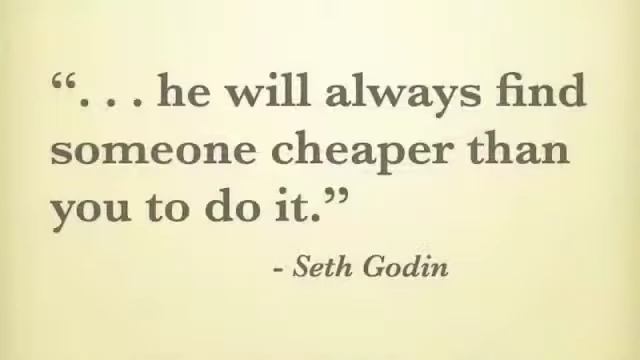 “. . . he will always find
someone cheaper than
you to do it.”
- Seth Godin